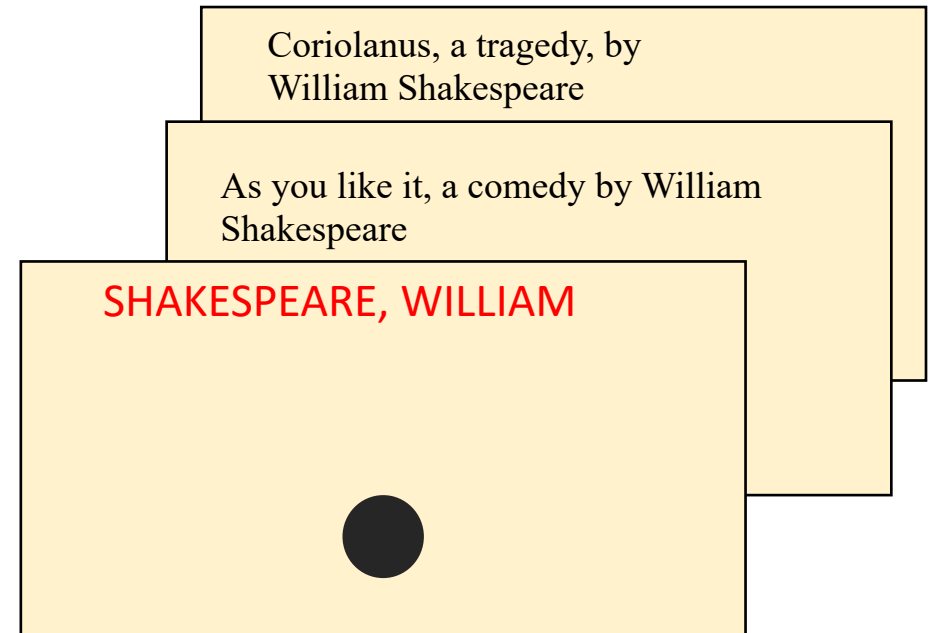 Coriolanus, a tragedy, by
William Shakespeare
As you like it, a comedy by William
Shakespeare
SHAKESPEARE, WILLIAM